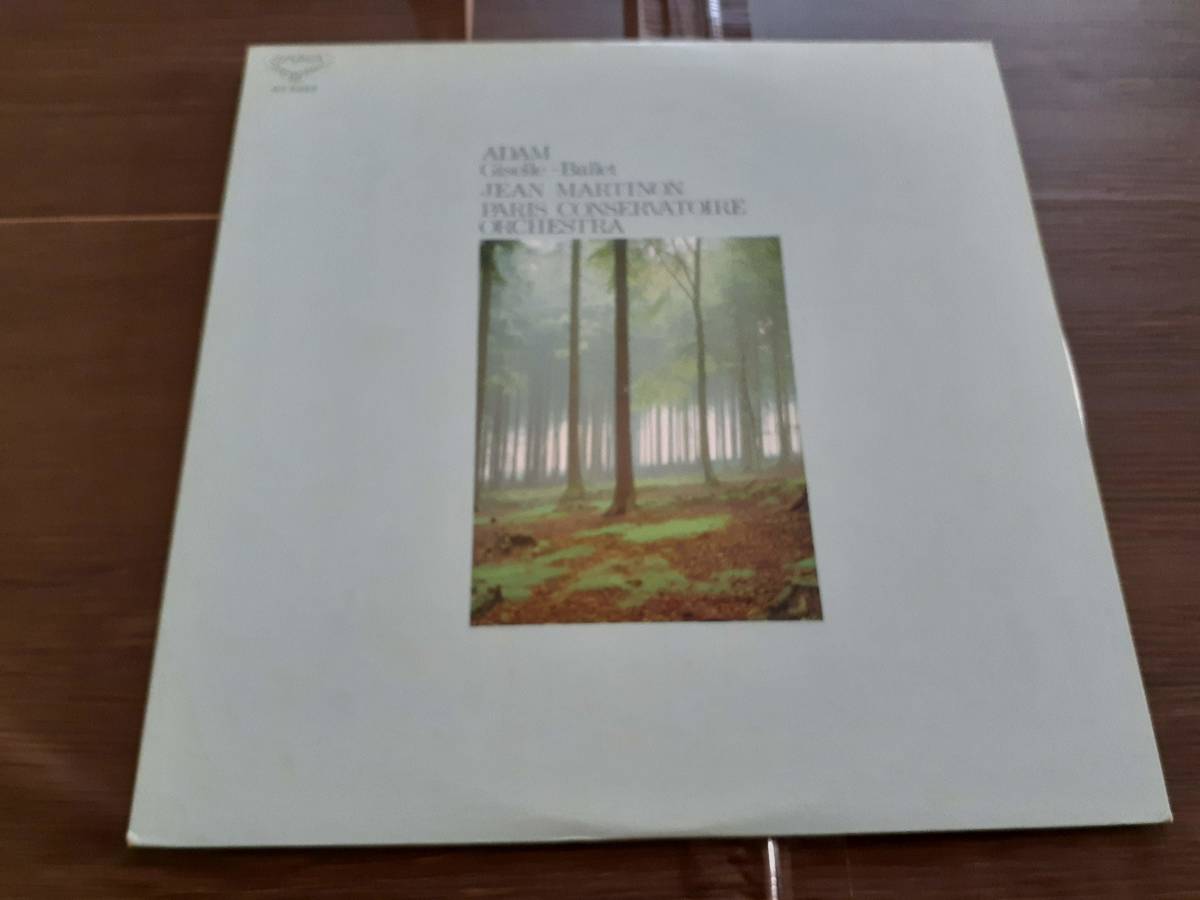 ADAM
Giselle - Ballet
JEAN MARTINON
PARIS CONSERVATOIRE
ORCHESTRA